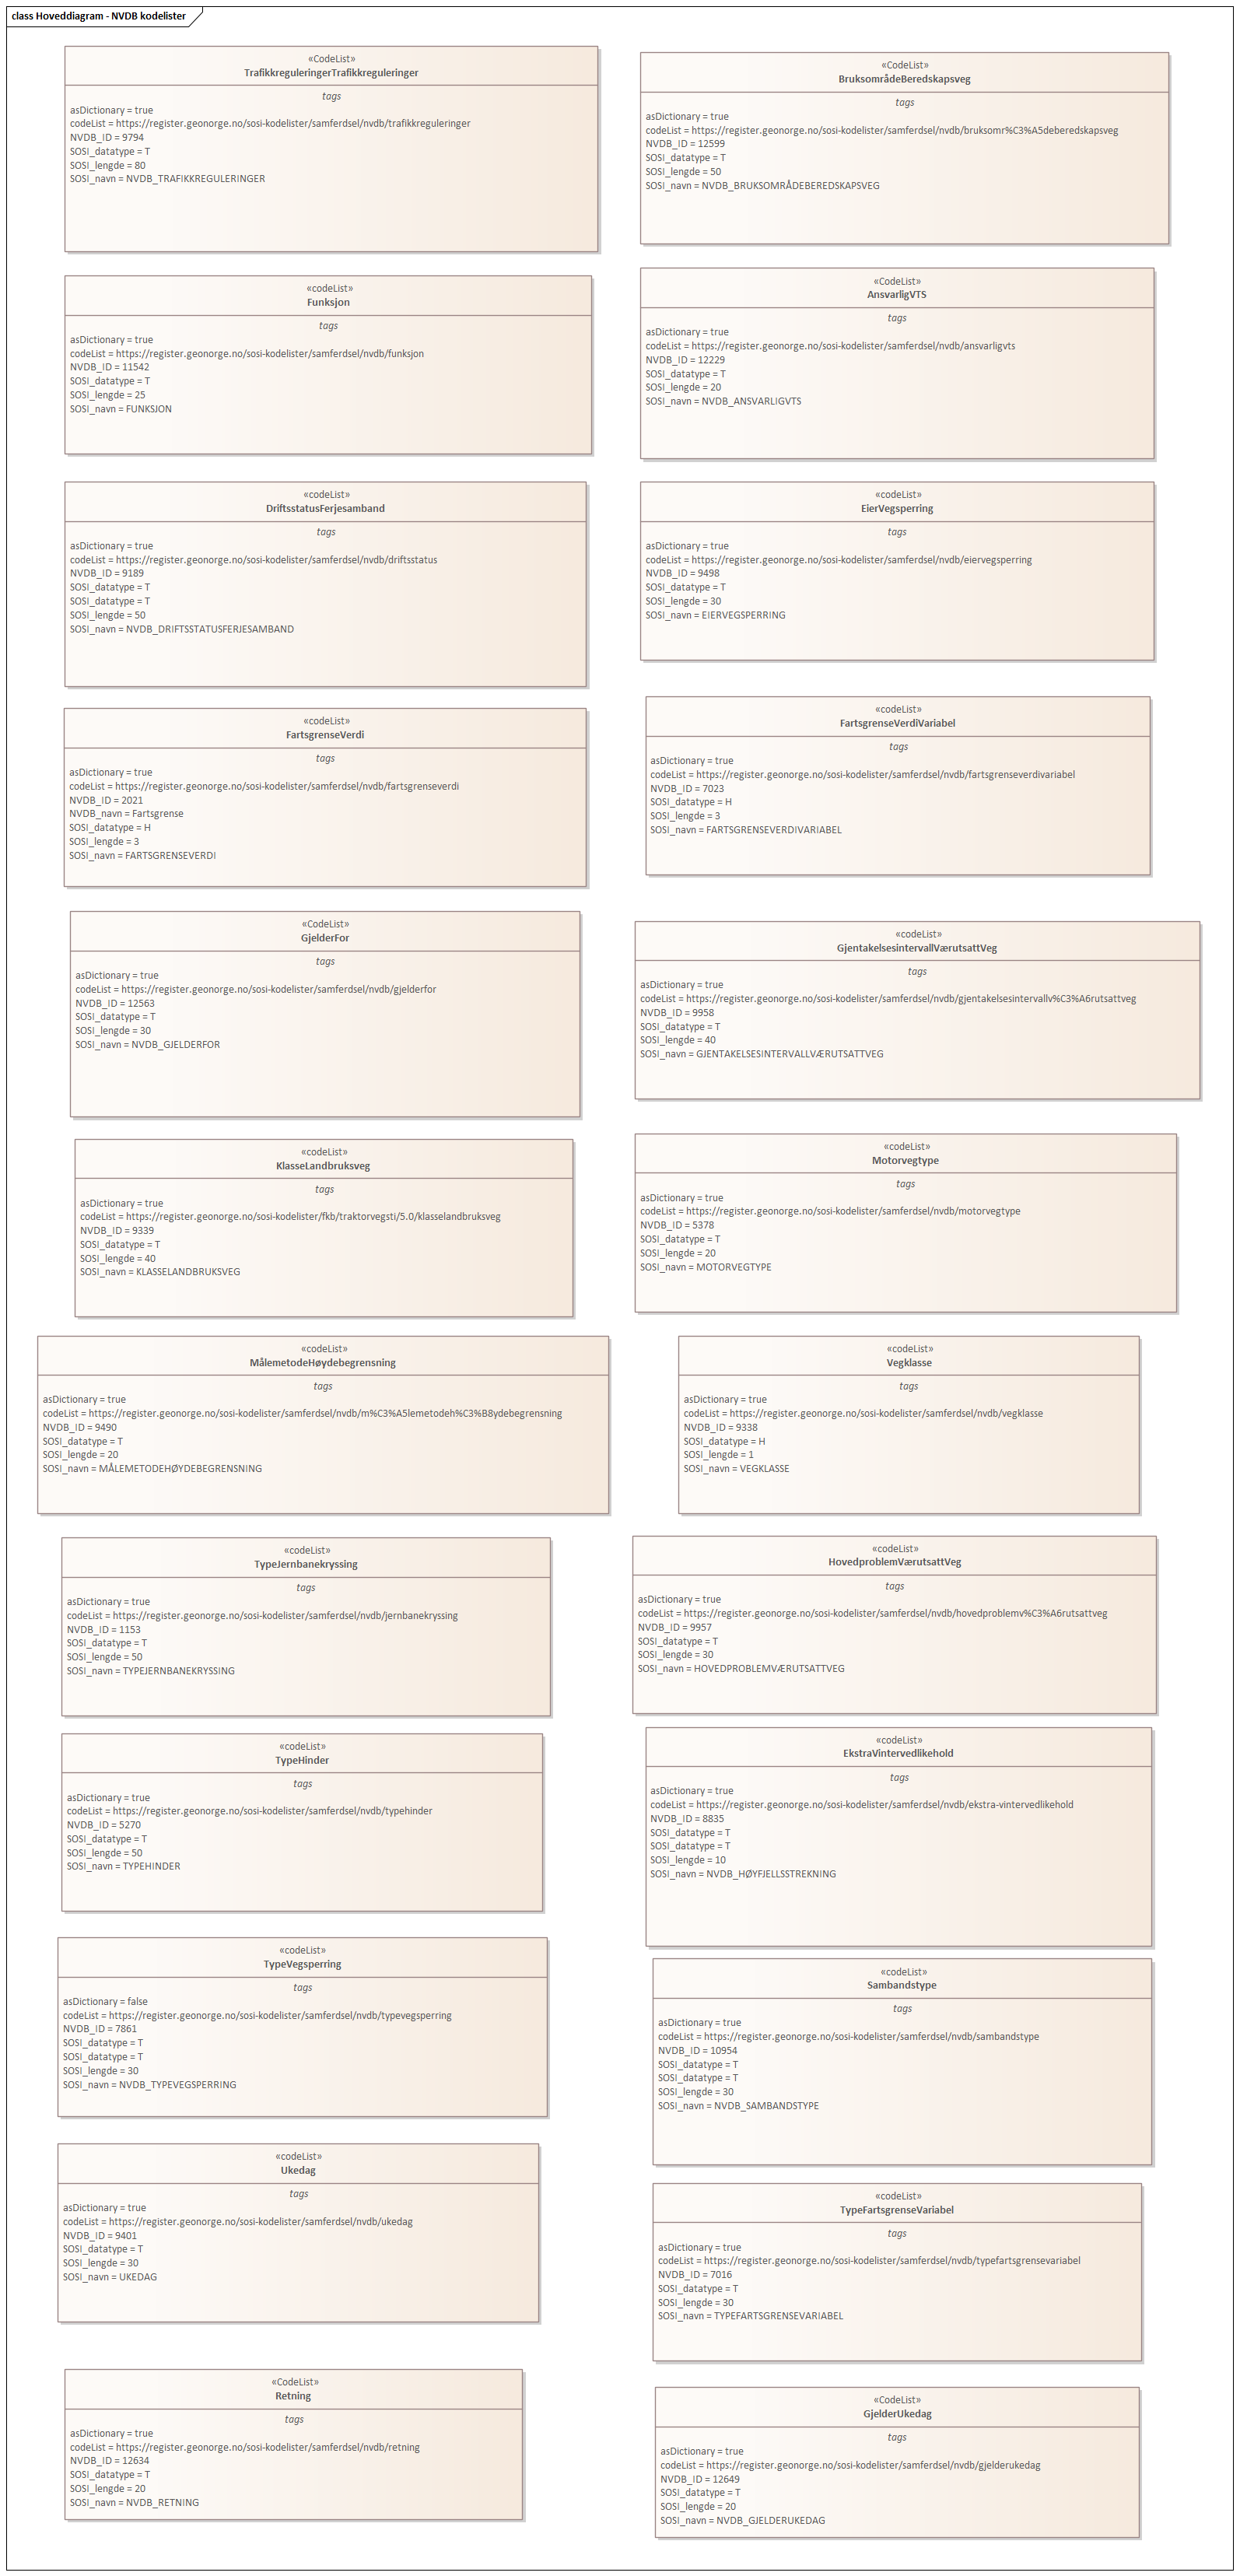 class Hoveddiagram - NVDB kodelister
«CodeList»
TrafikkreguleringerTrafikkreguleringer
tags
asDictionary = true
codeList = https://register.geonorge.no/sosi-kodelister/samferdsel/nvdb/trafikkreguleringer
NVDB_ID = 9794
SOSI_datatype = T
SOSI_lengde = 80
SOSI_navn = NVDB_TRAFIKKREGULERINGER
«CodeList»
BruksområdeBeredskapsveg
tags
asDictionary = true
codeList = https://register.geonorge.no/sosi-kodelister/samferdsel/nvdb/bruksomr%C3%A5deberedskapsveg
NVDB_ID = 12599
SOSI_datatype = T
SOSI_lengde = 50
SOSI_navn = NVDB_BRUKSOMRÅDEBEREDSKAPSVEG
«codeList»
Funksjon
tags
asDictionary = true
codeList = https://register.geonorge.no/sosi-kodelister/samferdsel/nvdb/funksjon
NVDB_ID = 11542
SOSI_datatype = T
SOSI_lengde = 25
SOSI_navn = FUNKSJON
«CodeList»
AnsvarligVTS
tags
asDictionary = true
codeList = https://register.geonorge.no/sosi-kodelister/samferdsel/nvdb/ansvarligvts
NVDB_ID = 12229
SOSI_datatype = T
SOSI_lengde = 20
SOSI_navn = NVDB_ANSVARLIGVTS
«codeList»
DriftsstatusFerjesamband
tags
asDictionary = true
codeList = https://register.geonorge.no/sosi-kodelister/samferdsel/nvdb/driftsstatus
NVDB_ID = 9189
SOSI_datatype = T
SOSI_datatype = T
SOSI_lengde = 50
SOSI_navn = NVDB_DRIFTSSTATUSFERJESAMBAND
«codeList»
EierVegsperring
tags
asDictionary = true
codeList = https://register.geonorge.no/sosi-kodelister/samferdsel/nvdb/eiervegsperring
NVDB_ID = 9498
SOSI_datatype = T
SOSI_lengde = 30
SOSI_navn = EIERVEGSPERRING
«codeList»
FartsgrenseVerdi
tags
asDictionary = true
codeList = https://register.geonorge.no/sosi-kodelister/samferdsel/nvdb/fartsgrenseverdi
NVDB_ID = 2021
NVDB_navn = Fartsgrense
SOSI_datatype = H
SOSI_lengde = 3
SOSI_navn = FARTSGRENSEVERDI
«codeList»
FartsgrenseVerdiVariabel
tags
asDictionary = true
codeList = https://register.geonorge.no/sosi-kodelister/samferdsel/nvdb/fartsgrenseverdivariabel
NVDB_ID = 7023
SOSI_datatype = H
SOSI_lengde = 3
SOSI_navn = FARTSGRENSEVERDIVARIABEL
«CodeList»
GjelderFor
tags
asDictionary = true
codeList = https://register.geonorge.no/sosi-kodelister/samferdsel/nvdb/gjelderfor
NVDB_ID = 12563
SOSI_datatype = T
SOSI_lengde = 30
SOSI_navn = NVDB_GJELDERFOR
«codeList»
GjentakelsesintervallVærutsattVeg
tags
asDictionary = true
codeList = https://register.geonorge.no/sosi-kodelister/samferdsel/nvdb/gjentakelsesintervallv%C3%A6rutsattveg
NVDB_ID = 9958
SOSI_datatype = T
SOSI_lengde = 40
SOSI_navn = GJENTAKELSESINTERVALLVÆRUTSATTVEG
«codeList»
KlasseLandbruksveg
tags
asDictionary = true
codeList = https://register.geonorge.no/sosi-kodelister/fkb/traktorvegsti/5.0/klasselandbruksveg
NVDB_ID = 9339
SOSI_datatype = T
SOSI_lengde = 40
SOSI_navn = KLASSELANDBRUKSVEG
«codeList»
Motorvegtype
tags
asDictionary = true
codeList = https://register.geonorge.no/sosi-kodelister/samferdsel/nvdb/motorvegtype
NVDB_ID = 5378
SOSI_datatype = T
SOSI_lengde = 20
SOSI_navn = MOTORVEGTYPE
«codeList»
MålemetodeHøydebegrensning
tags
asDictionary = true
codeList = https://register.geonorge.no/sosi-kodelister/samferdsel/nvdb/m%C3%A5lemetodeh%C3%B8ydebegrensning
NVDB_ID = 9490
SOSI_datatype = T
SOSI_lengde = 20
SOSI_navn = MÅLEMETODEHØYDEBEGRENSNING
«codeList»
Vegklasse
tags
asDictionary = true
codeList = https://register.geonorge.no/sosi-kodelister/samferdsel/nvdb/vegklasse
NVDB_ID = 9338
SOSI_datatype = H
SOSI_lengde = 1
SOSI_navn = VEGKLASSE
«codeList»
TypeJernbanekryssing
tags
asDictionary = true
codeList = https://register.geonorge.no/sosi-kodelister/samferdsel/nvdb/jernbanekryssing
NVDB_ID = 1153
SOSI_datatype = T
SOSI_lengde = 50
SOSI_navn = TYPEJERNBANEKRYSSING
«codeList»
HovedproblemVærutsattVeg
tags
asDictionary = true
codeList = https://register.geonorge.no/sosi-kodelister/samferdsel/nvdb/hovedproblemv%C3%A6rutsattveg
NVDB_ID = 9957
SOSI_datatype = T
SOSI_lengde = 30
SOSI_navn = HOVEDPROBLEMVÆRUTSATTVEG
«codeList»
TypeHinder
tags
asDictionary = true
codeList = https://register.geonorge.no/sosi-kodelister/samferdsel/nvdb/typehinder
NVDB_ID = 5270
SOSI_datatype = T
SOSI_lengde = 50
SOSI_navn = TYPEHINDER
«codeList»
EkstraVintervedlikehold
tags
asDictionary = true
codeList = https://register.geonorge.no/sosi-kodelister/samferdsel/nvdb/ekstra-vintervedlikehold
NVDB_ID = 8835
SOSI_datatype = T
SOSI_datatype = T
SOSI_lengde = 10
SOSI_navn = NVDB_HØYFJELLSSTREKNING
«codeList»
TypeVegsperring
tags
asDictionary = false
codeList = https://register.geonorge.no/sosi-kodelister/samferdsel/nvdb/typevegsperring
NVDB_ID = 7861
SOSI_datatype = T
SOSI_datatype = T
SOSI_lengde = 30
SOSI_navn = NVDB_TYPEVEGSPERRING
«codeList»
Sambandstype
tags
asDictionary = true
codeList = https://register.geonorge.no/sosi-kodelister/samferdsel/nvdb/sambandstype
NVDB_ID = 10954
SOSI_datatype = T
SOSI_datatype = T
SOSI_lengde = 30
SOSI_navn = NVDB_SAMBANDSTYPE
«codeList»
Ukedag
tags
asDictionary = true
codeList = https://register.geonorge.no/sosi-kodelister/samferdsel/nvdb/ukedag
NVDB_ID = 9401
SOSI_datatype = T
SOSI_lengde = 30
SOSI_navn = UKEDAG
«codeList»
TypeFartsgrenseVariabel
tags
asDictionary = true
codeList = https://register.geonorge.no/sosi-kodelister/samferdsel/nvdb/typefartsgrensevariabel
NVDB_ID = 7016
SOSI_datatype = T
SOSI_lengde = 30
SOSI_navn = TYPEFARTSGRENSEVARIABEL
«CodeList»
Retning
tags
asDictionary = true
codeList = https://register.geonorge.no/sosi-kodelister/samferdsel/nvdb/retning
NVDB_ID = 12634
SOSI_datatype = T
SOSI_lengde = 20
SOSI_navn = NVDB_RETNING
«CodeList»
GjelderUkedag
tags
asDictionary = true
codeList = https://register.geonorge.no/sosi-kodelister/samferdsel/nvdb/gjelderukedag
NVDB_ID = 12649
SOSI_datatype = T
SOSI_lengde = 20
SOSI_navn = NVDB_GJELDERUKEDAG